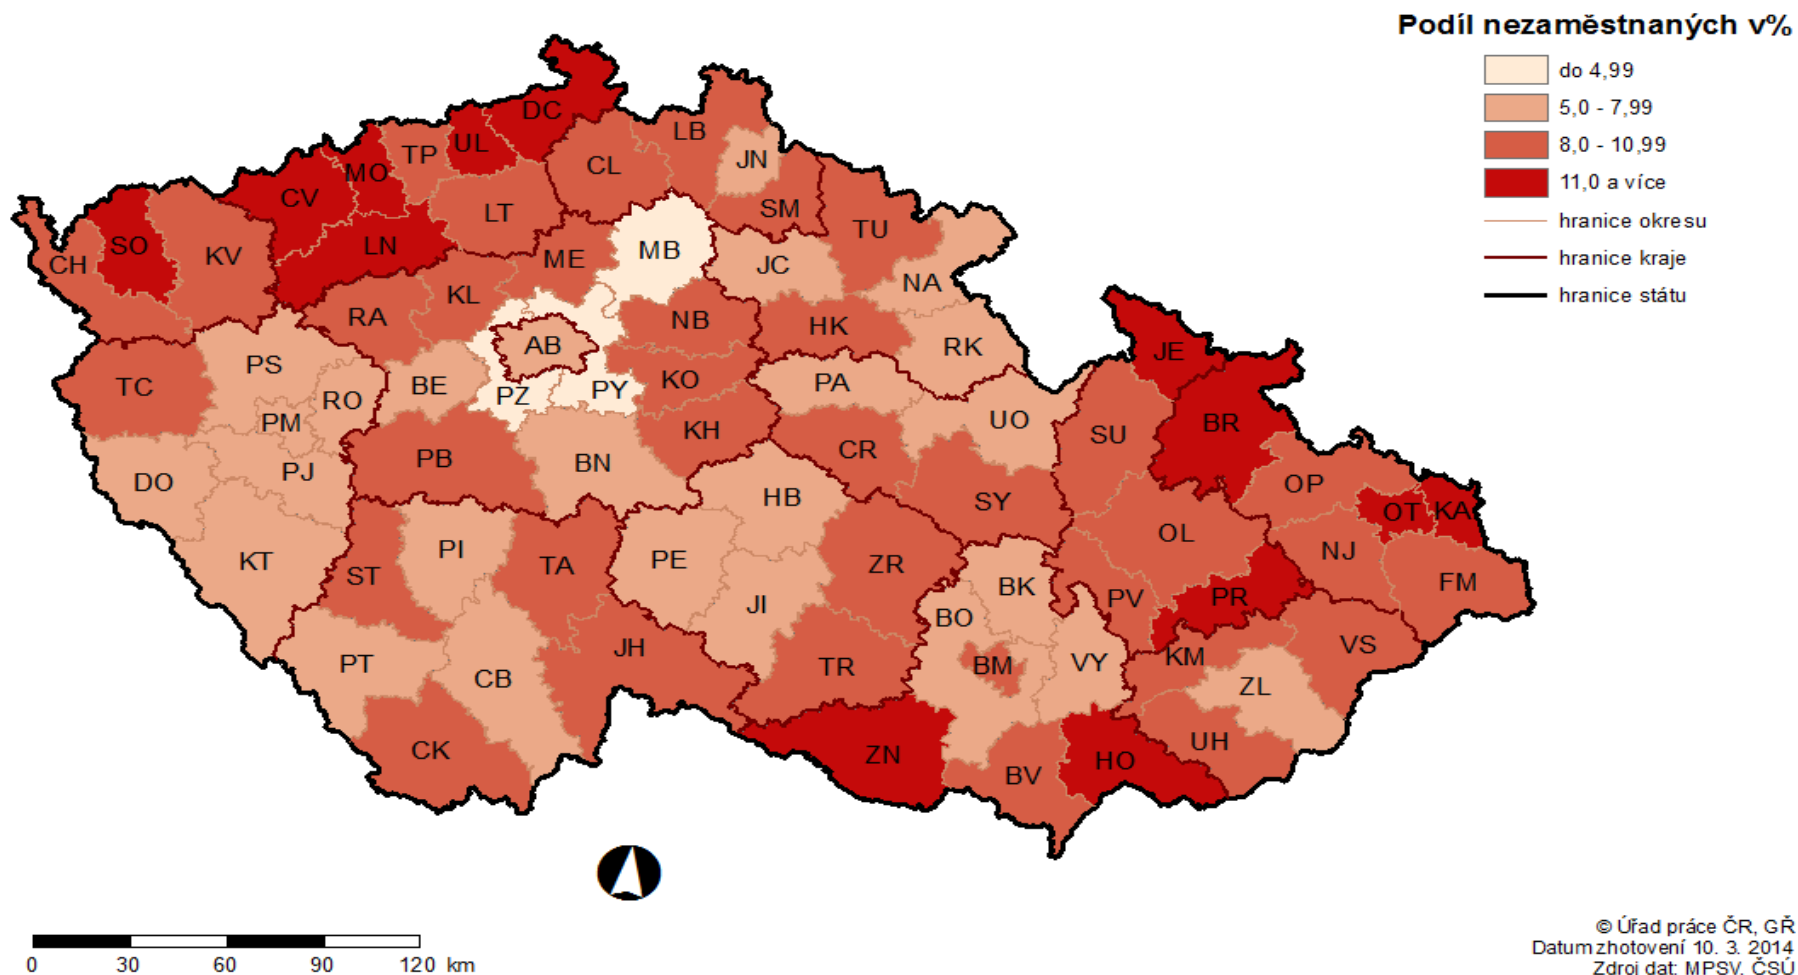 Podíl nezaměstnaných v%
do 4,99
5,0 - 7,99
8,0 - 10,99
11,0 a více
hranice okresu
hranice kraje
hranice státu
DC
UL
TP
MO
CV
LN
LT
CL
LB
JN
SM
SO
KV
CH
TU
MB
ME
JC
NA
KL
RA
NB
HK
AB
RK
JE
TC
PS
RO
BE
PZ
PY
KO
PA
PM
KH
UO
SU
BR
PB
BN
CR
DO
PJ
HB
SY
OP
OT
KA
KT
PI
ST
TA
PE
ZR
OL
NJ
FM
JI
BK
BO
PV
PR
PT
CB
JH
TR
BM
VY
KM
VS
ZL
CK
ZN
BV
HO
UH
0 30 60 90 120 km
© Úřad práce ČR, GŘ
Datum zhotovení 10. 3. 2014
Zdroj dat: MPSV, ČSÚ